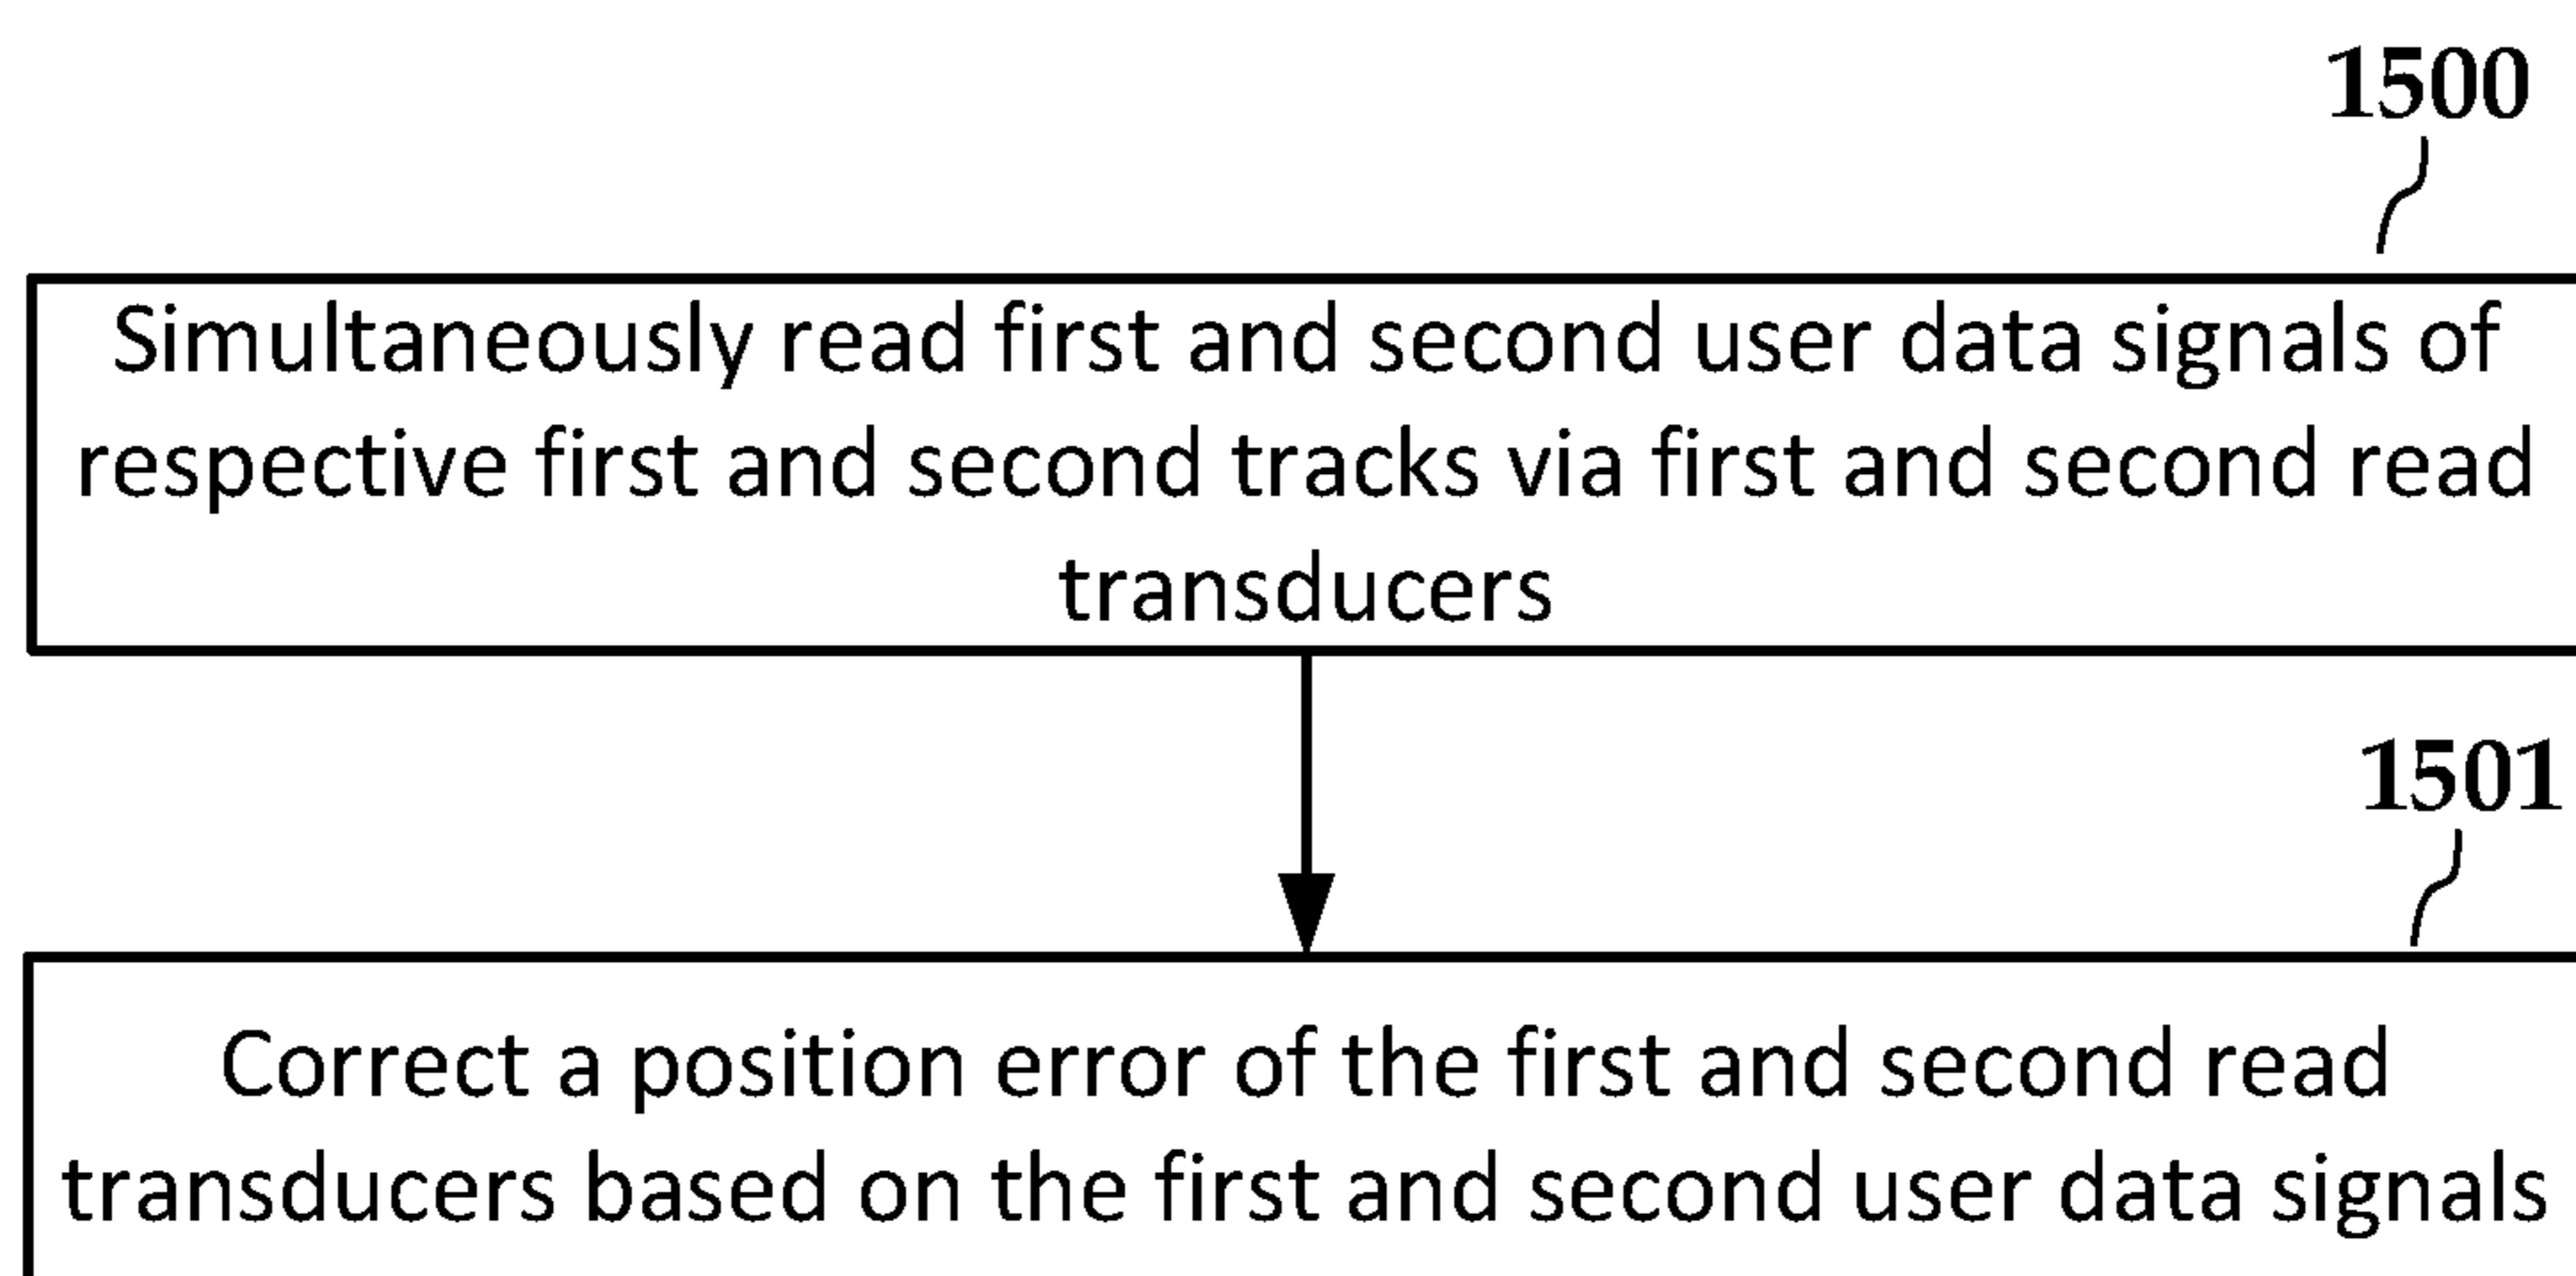 1500
Simultaneously read first and second user data signals of
respective first and second tracks via first and second read
transducers
1501
Correct a position error of the first and second read
transducers based on the first and second user data signals